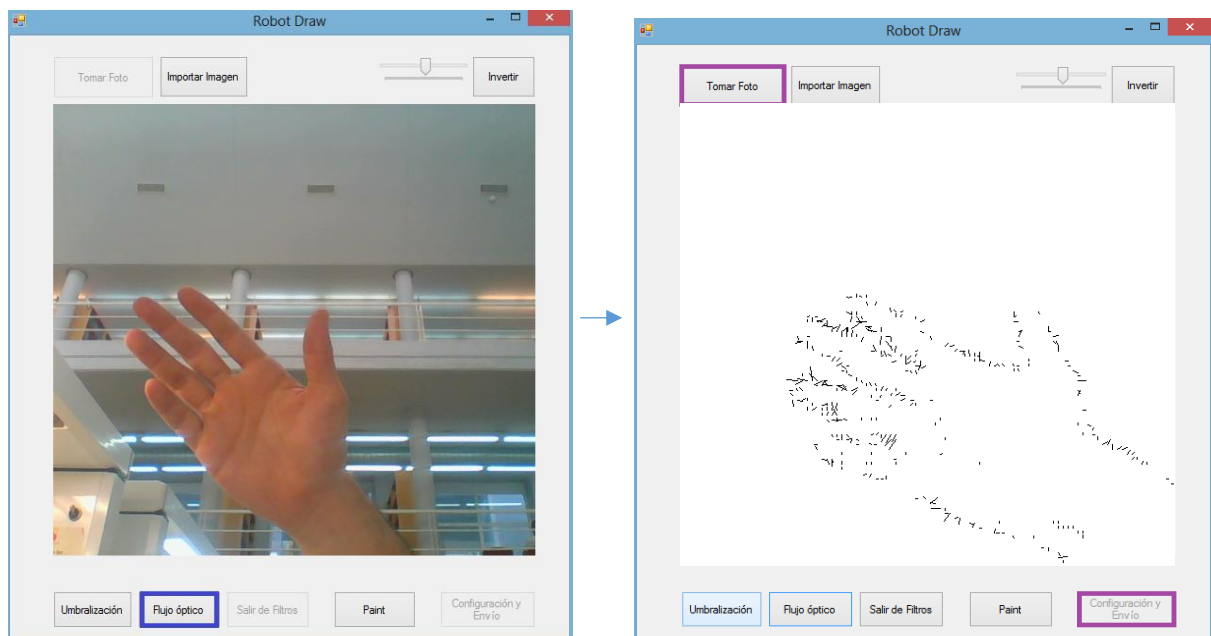 Robot Draw
Tomar Foto
Importar Imagen
Invertir
Umbralización
Flujo óptico
Salir de Filtros
Paint
Configuración y
Envío
Robot Draw
Tomar Foto
Importar Imagen
Invertir
Umbralización
Flujo óptico
Salir de Filtros
Paint
Configuración y
Envío